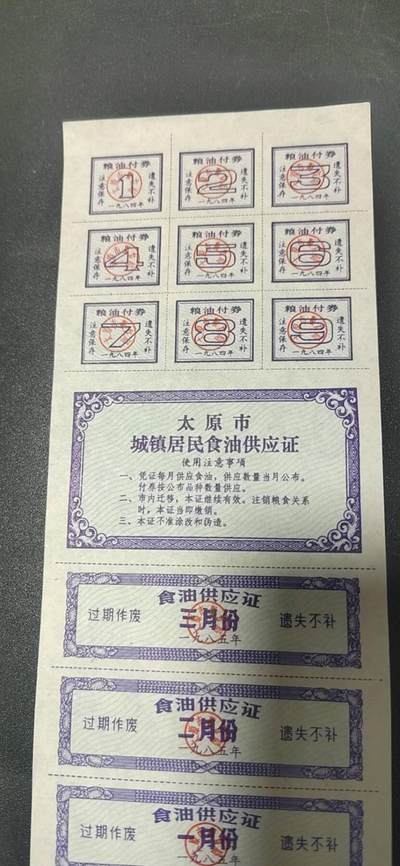 粮油付券 粮油付券 粮油付券
注意保存 1 遗失不补 注意保存 2 遗失不补 注意保存 3 遗失不补
一九八四年 一九八四年 一九八四年
粮油付券 粮油付券 粮油付券
注意保存 4 遗失不补 注意保存 5 遗失不补 注意保存 6 遗失不补
一九八四年 一九八四年 一九八四年
粮油付券 粮油付券 粮油付券
注意保存 7 遗失不补 注意保存 8 遗失不补 注意保存 9 遗失不补
一九八四年 一九八四年 一九八四年
太原市
城镇居民食油供应证
使用注意事项
一、凭证每月供应食油，供应数量当月公布。
付票按公布品种数量供应。
二、市内迁移，本证继续有效。注销粮食关系
时，本证当即缴销。
三、本证不准涂改和伪造。
食油供应证
过期作废 三月份 遗失不补
一九八五年
食油供应证
过期作废 二月份 遗失不补
一九八五年
食油供应证
过期作废 一月份 遗失不补